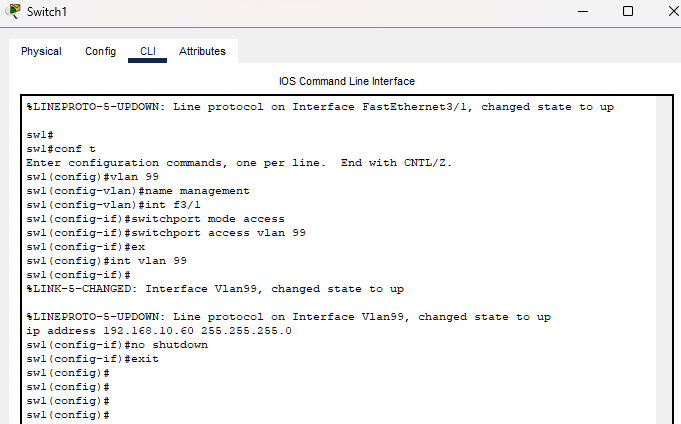 Switch1
Physical Config CLI Attributes
IOS Command Line Interface
%LINEPROTO-5-UPDOWN: Line protocol on Interface FastEthernet3/1, changed state to up
sw1#
sw1#conf t
Enter configuration commands, one per line. End with CNTL/Z.
sw1(config)#vlan 99
sw1(config-vlan)#name management
sw1(config-vlan)#int f3/1
sw1(config-if)#switchport mode access
sw1(config-if)#switchport access vlan 99
sw1(config-if)#ex
sw1(config)#int vlan 99
sw1(config-if)#
%LINK-5-CHANGED: Interface Vlan99, changed state to up
%LINEPROTO-5-UPDOWN: Line protocol on Interface Vlan99, changed state to up
ip address 192.168.10.60 255.255.255.0
sw1(config-if)#no shutdown
sw1(config-if)#exit
sw1(config)#
sw1(config)#
sw1(config)#
sw1(config)#